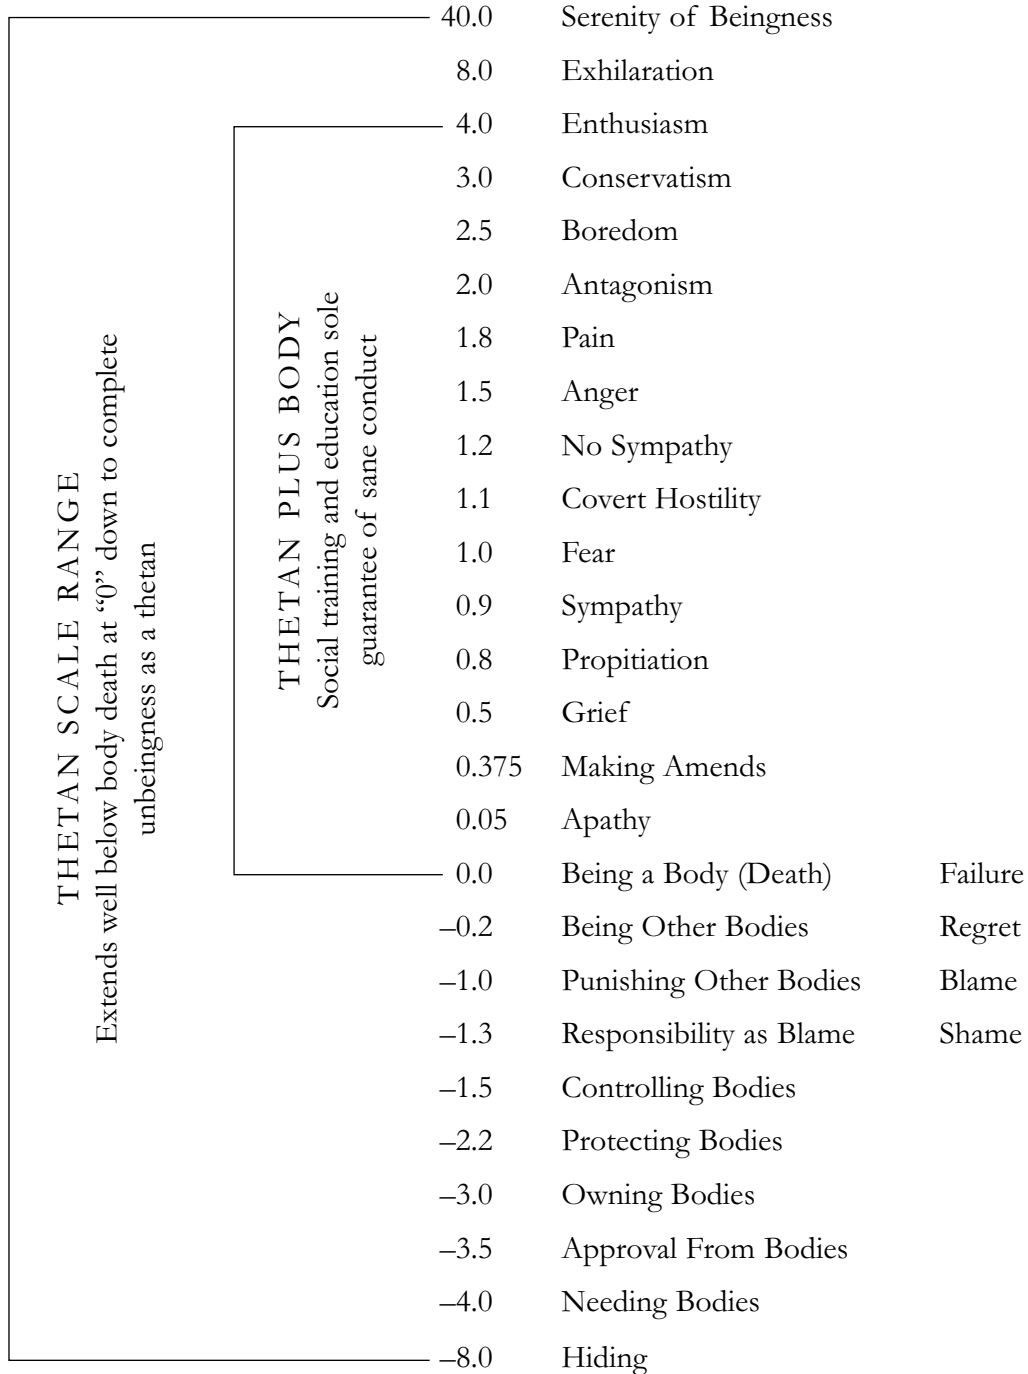 THETAN SCALE RANGE
Extends well below body death at “0” down to complete
unbeingness as a thetan
THETAN PLUS BODY
Social training and education sole
guarantee of sane conduct
40.0 Serenity of Beingness
8.0 Exhilaration
4.0 Enthusiasm
3.0 Conservatism
2.5 Boredom
2.0 Antagonism
1.8 Pain
1.5 Anger
1.2 No Sympathy
1.1 Covert Hostility
1.0 Fear
0.9 Sympathy
0.8 Propitiation
0.5 Grief
0.375 Making Amends
0.05 Apathy
0.0 Being a Body (Death) Failure
–0.2 Being Other Bodies Regret
–1.0 Punishing Other Bodies Blame
–1.3 Responsibility as Blame Shame
–1.5 Controlling Bodies
–2.2 Protecting Bodies
–3.0 Owning Bodies
–3.5 Approval From Bodies
–4.0 Needing Bodies
–8.0 Hiding